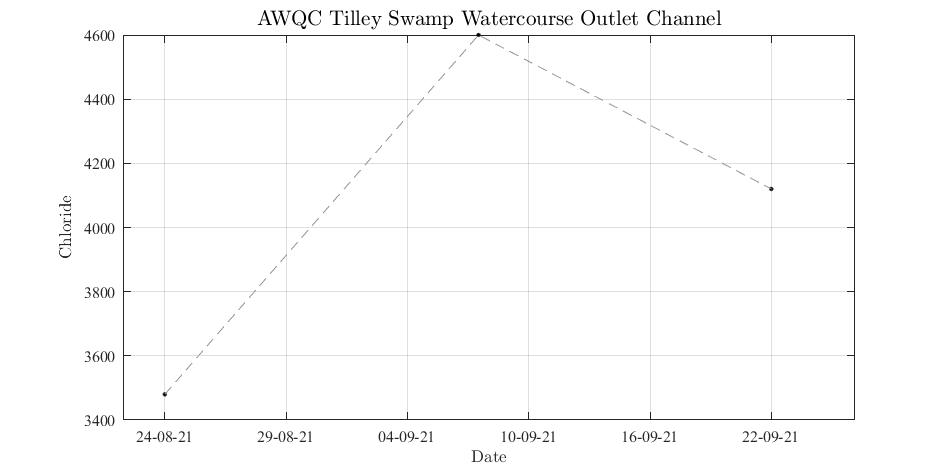 AWQC Tilley Swamp Watercourse Outlet Channel
4600
4400
4200
4000
3800
3600
3400
Chloride
24-08-21 29-08-21 04-09-21 10-09-21 16-09-21 22-09-21
Date